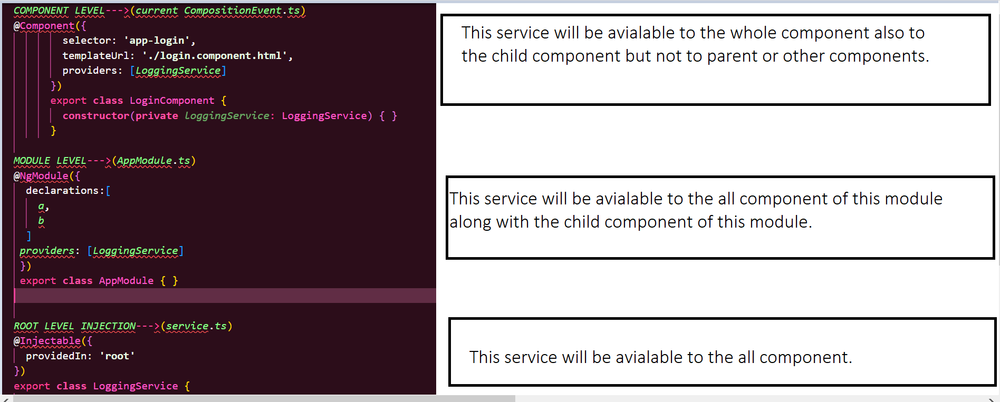 COMPONENT LEVEL--->(current CompositionEvent.ts)
@Component({
selector: 'app-login',
templateUrl: './login.component.html',
providers: [LoggingService]
})
export class LoginComponent {
constructor(private loggingService: LoggingService) { }
}
This service will be avialable to the whole component also to
the child component but not to parent or other components.
MODULE LEVEL--->(AppModule.ts)
@NgModule({
declarations:[
a,
b
]
providers: [LoggingService]
})
export class AppModule { }
This service will be avialable to the all component of this module
along with the child component of this module.
ROOT LEVEL INJECTION--->(service.ts)
@Injectable({
providedIn: 'root'
})
export class LoggingService {
This service will be avialable to the all component.